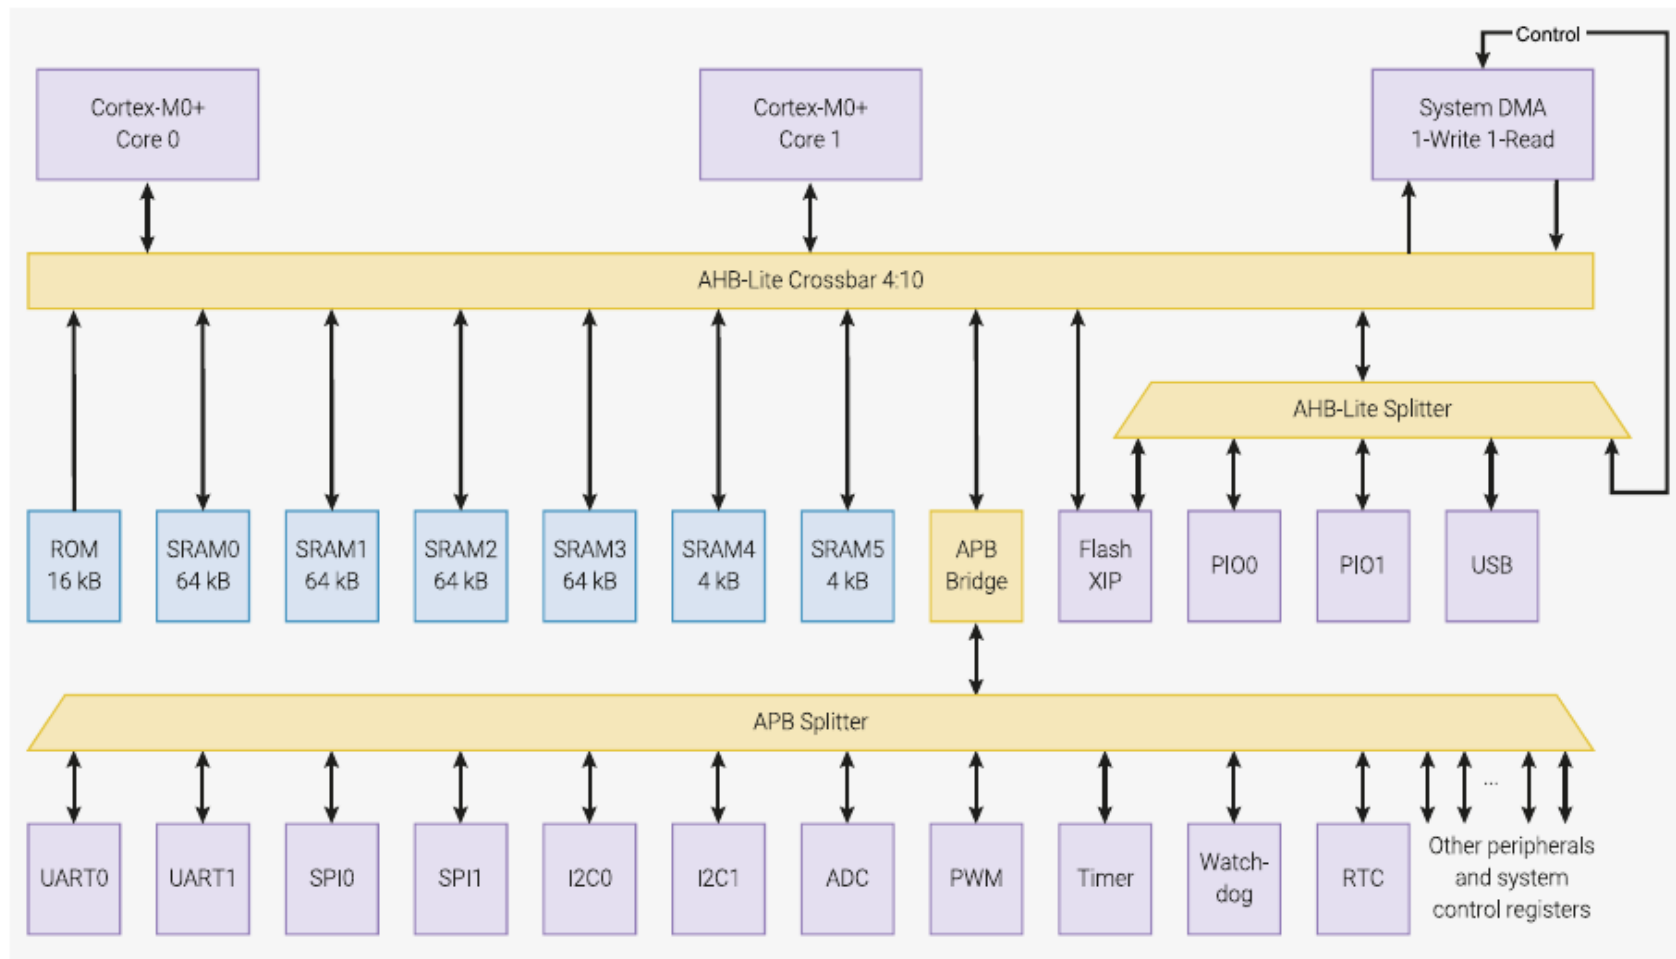 Control
Cortex-M0+
Core 0
Cortex-M0+
Core 1
System DMA
1-Write 1-Read
AHB-Lite Crossbar 4:10
AHB-Lite Splitter
ROM
16 kB
SRAM0
64 kB
SRAM1
64 kB
SRAM2
64 kB
SRAM3
64 kB
SRAM4
4 kB
SRAM5
4 kB
APB
Bridge
Flash
XIP
PIO0
PIO1
USB
APB Splitter
...
UART0
UART1
SPI0
SPI1
I2C0
I2C1
ADC
PWM
Timer
Watch-
dog
RTC
Other peripherals
and system
control registers